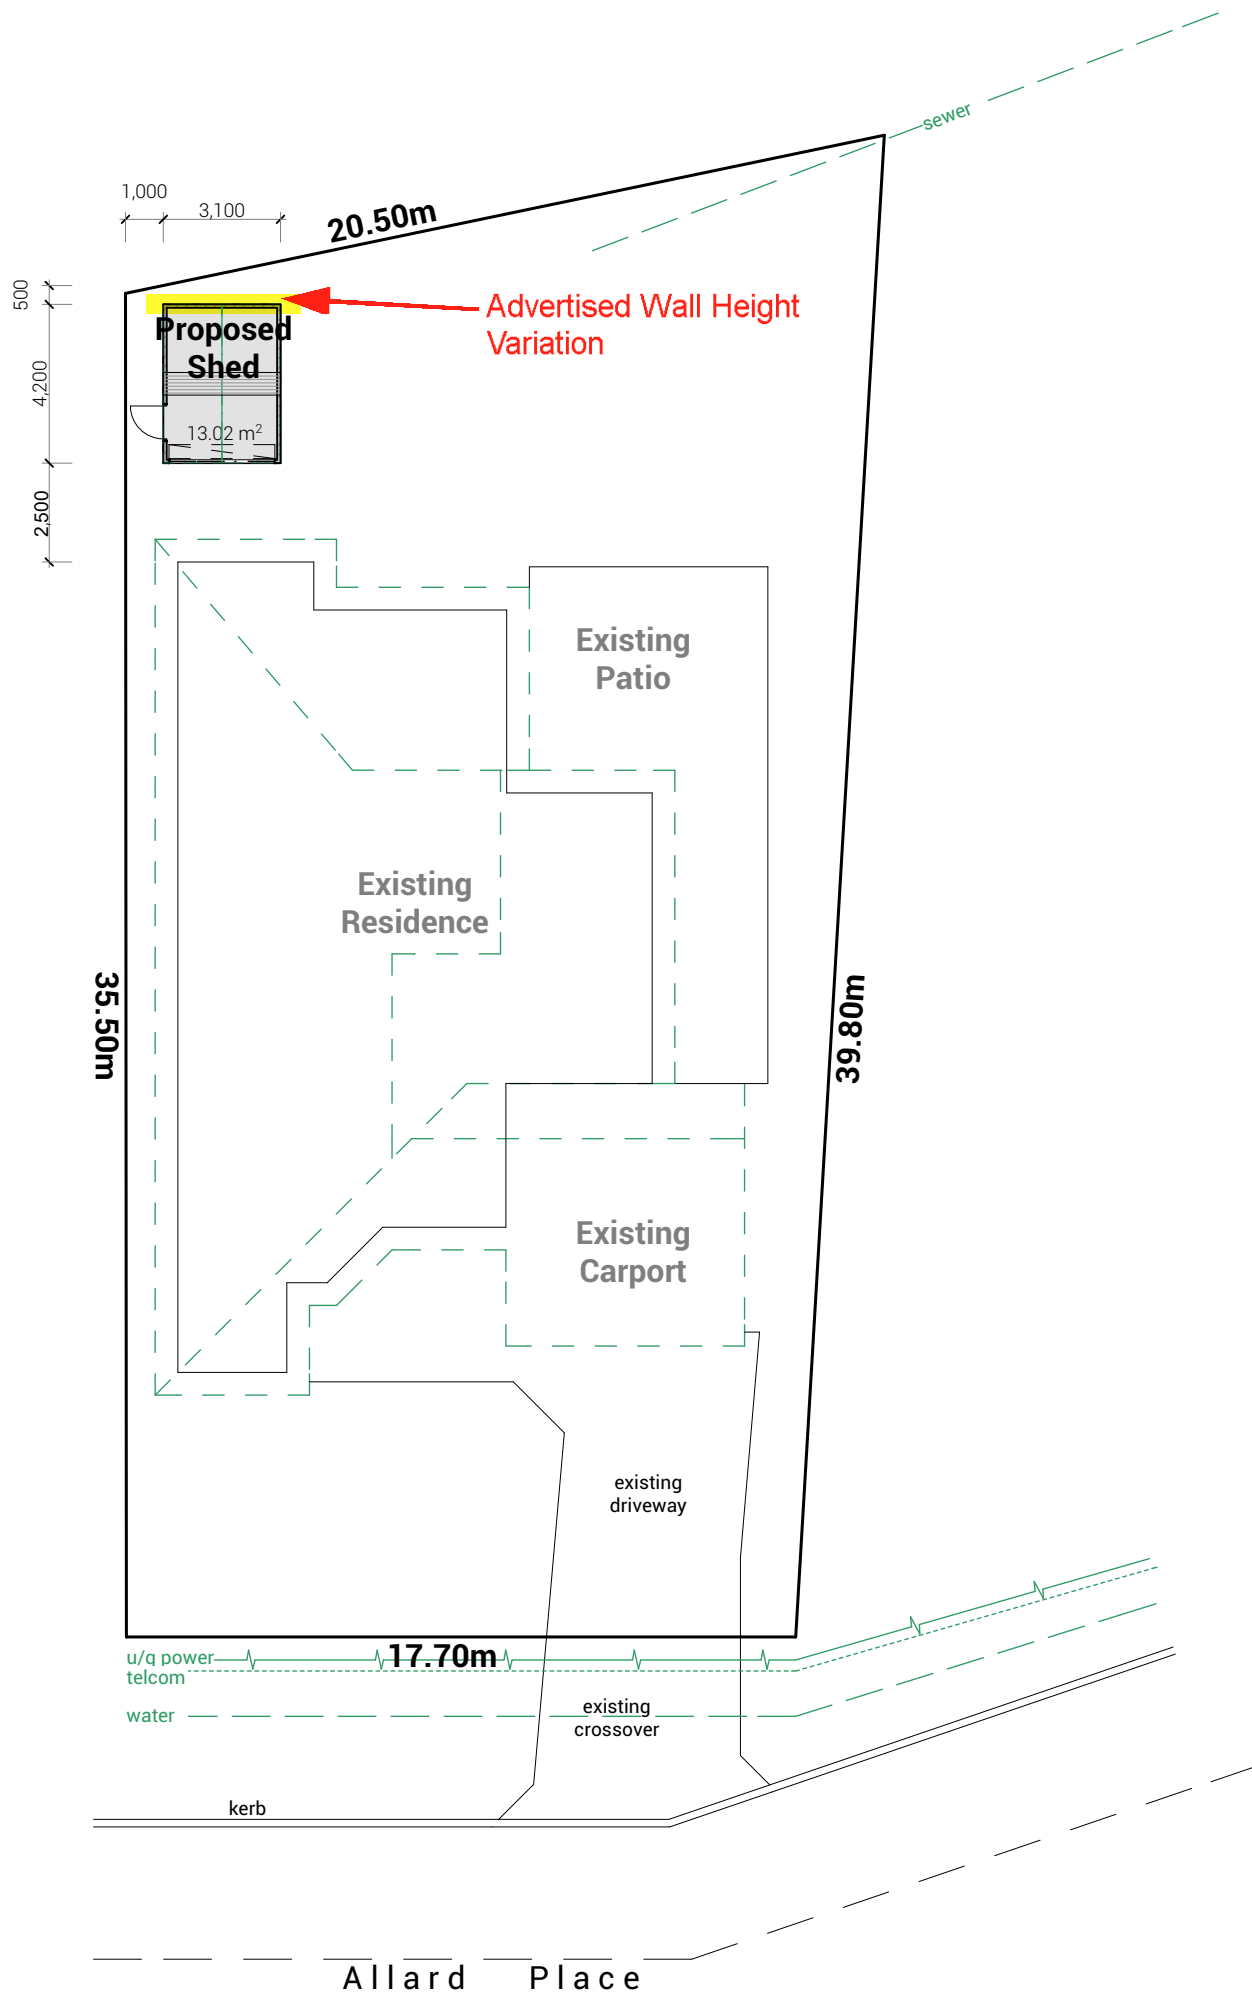 sewer
1,000
3,100
20.50m
500
Advertised Wall Height
Variation
Proposed
Shed
4,200
13.02 m²
2,500
Existing
Patio
Existing
Residence
35.50m
39.80m
Existing
Carport
existing
driveway
u/g power
17.70m
telcom
water
existing
crossover
kerb
Allard Place